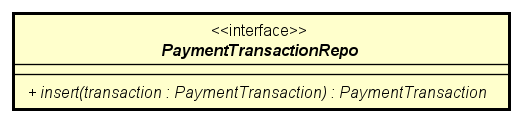 <<interface>>
PaymentTransactionRepo
+ insert(transaction : PaymentTransaction) : PaymentTransaction